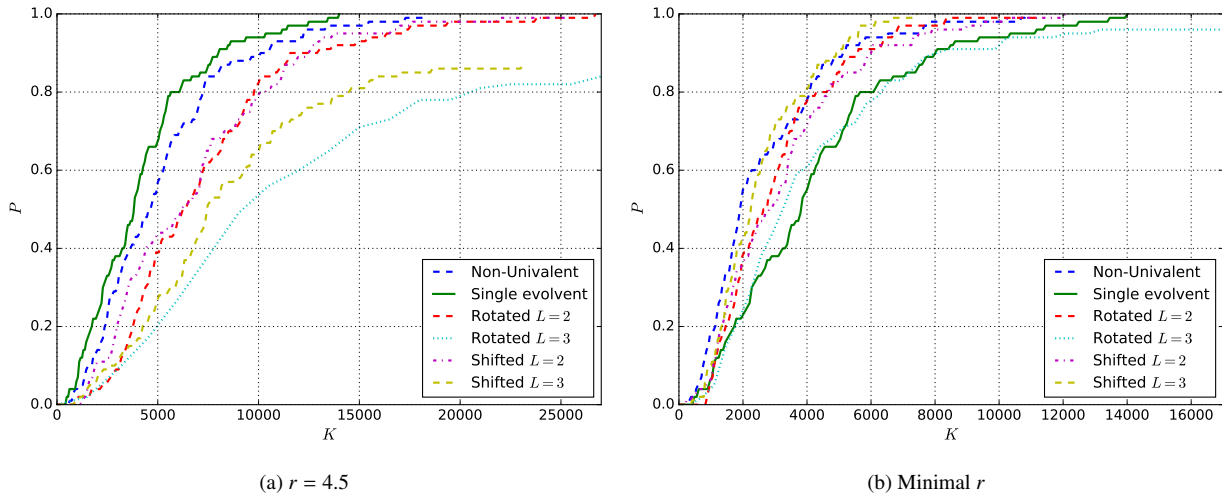 1.0
0.8
0.6
0.4
0.2
0.0
P
0 5000 10000 15000 20000 25000
K
Non-Univalent
Single evolvent
Rotated L=2
Rotated L=3
Shifted L=2
Shifted L=3
(a) r = 4.5
1.0
0.8
0.6
0.4
0.2
0.0
P
0 2000 4000 6000 8000 10000 12000 14000 16000
K
Non-Univalent
Single evolvent
Rotated L=2
Rotated L=3
Shifted L=2
Shifted L=3
(b) Minimal r